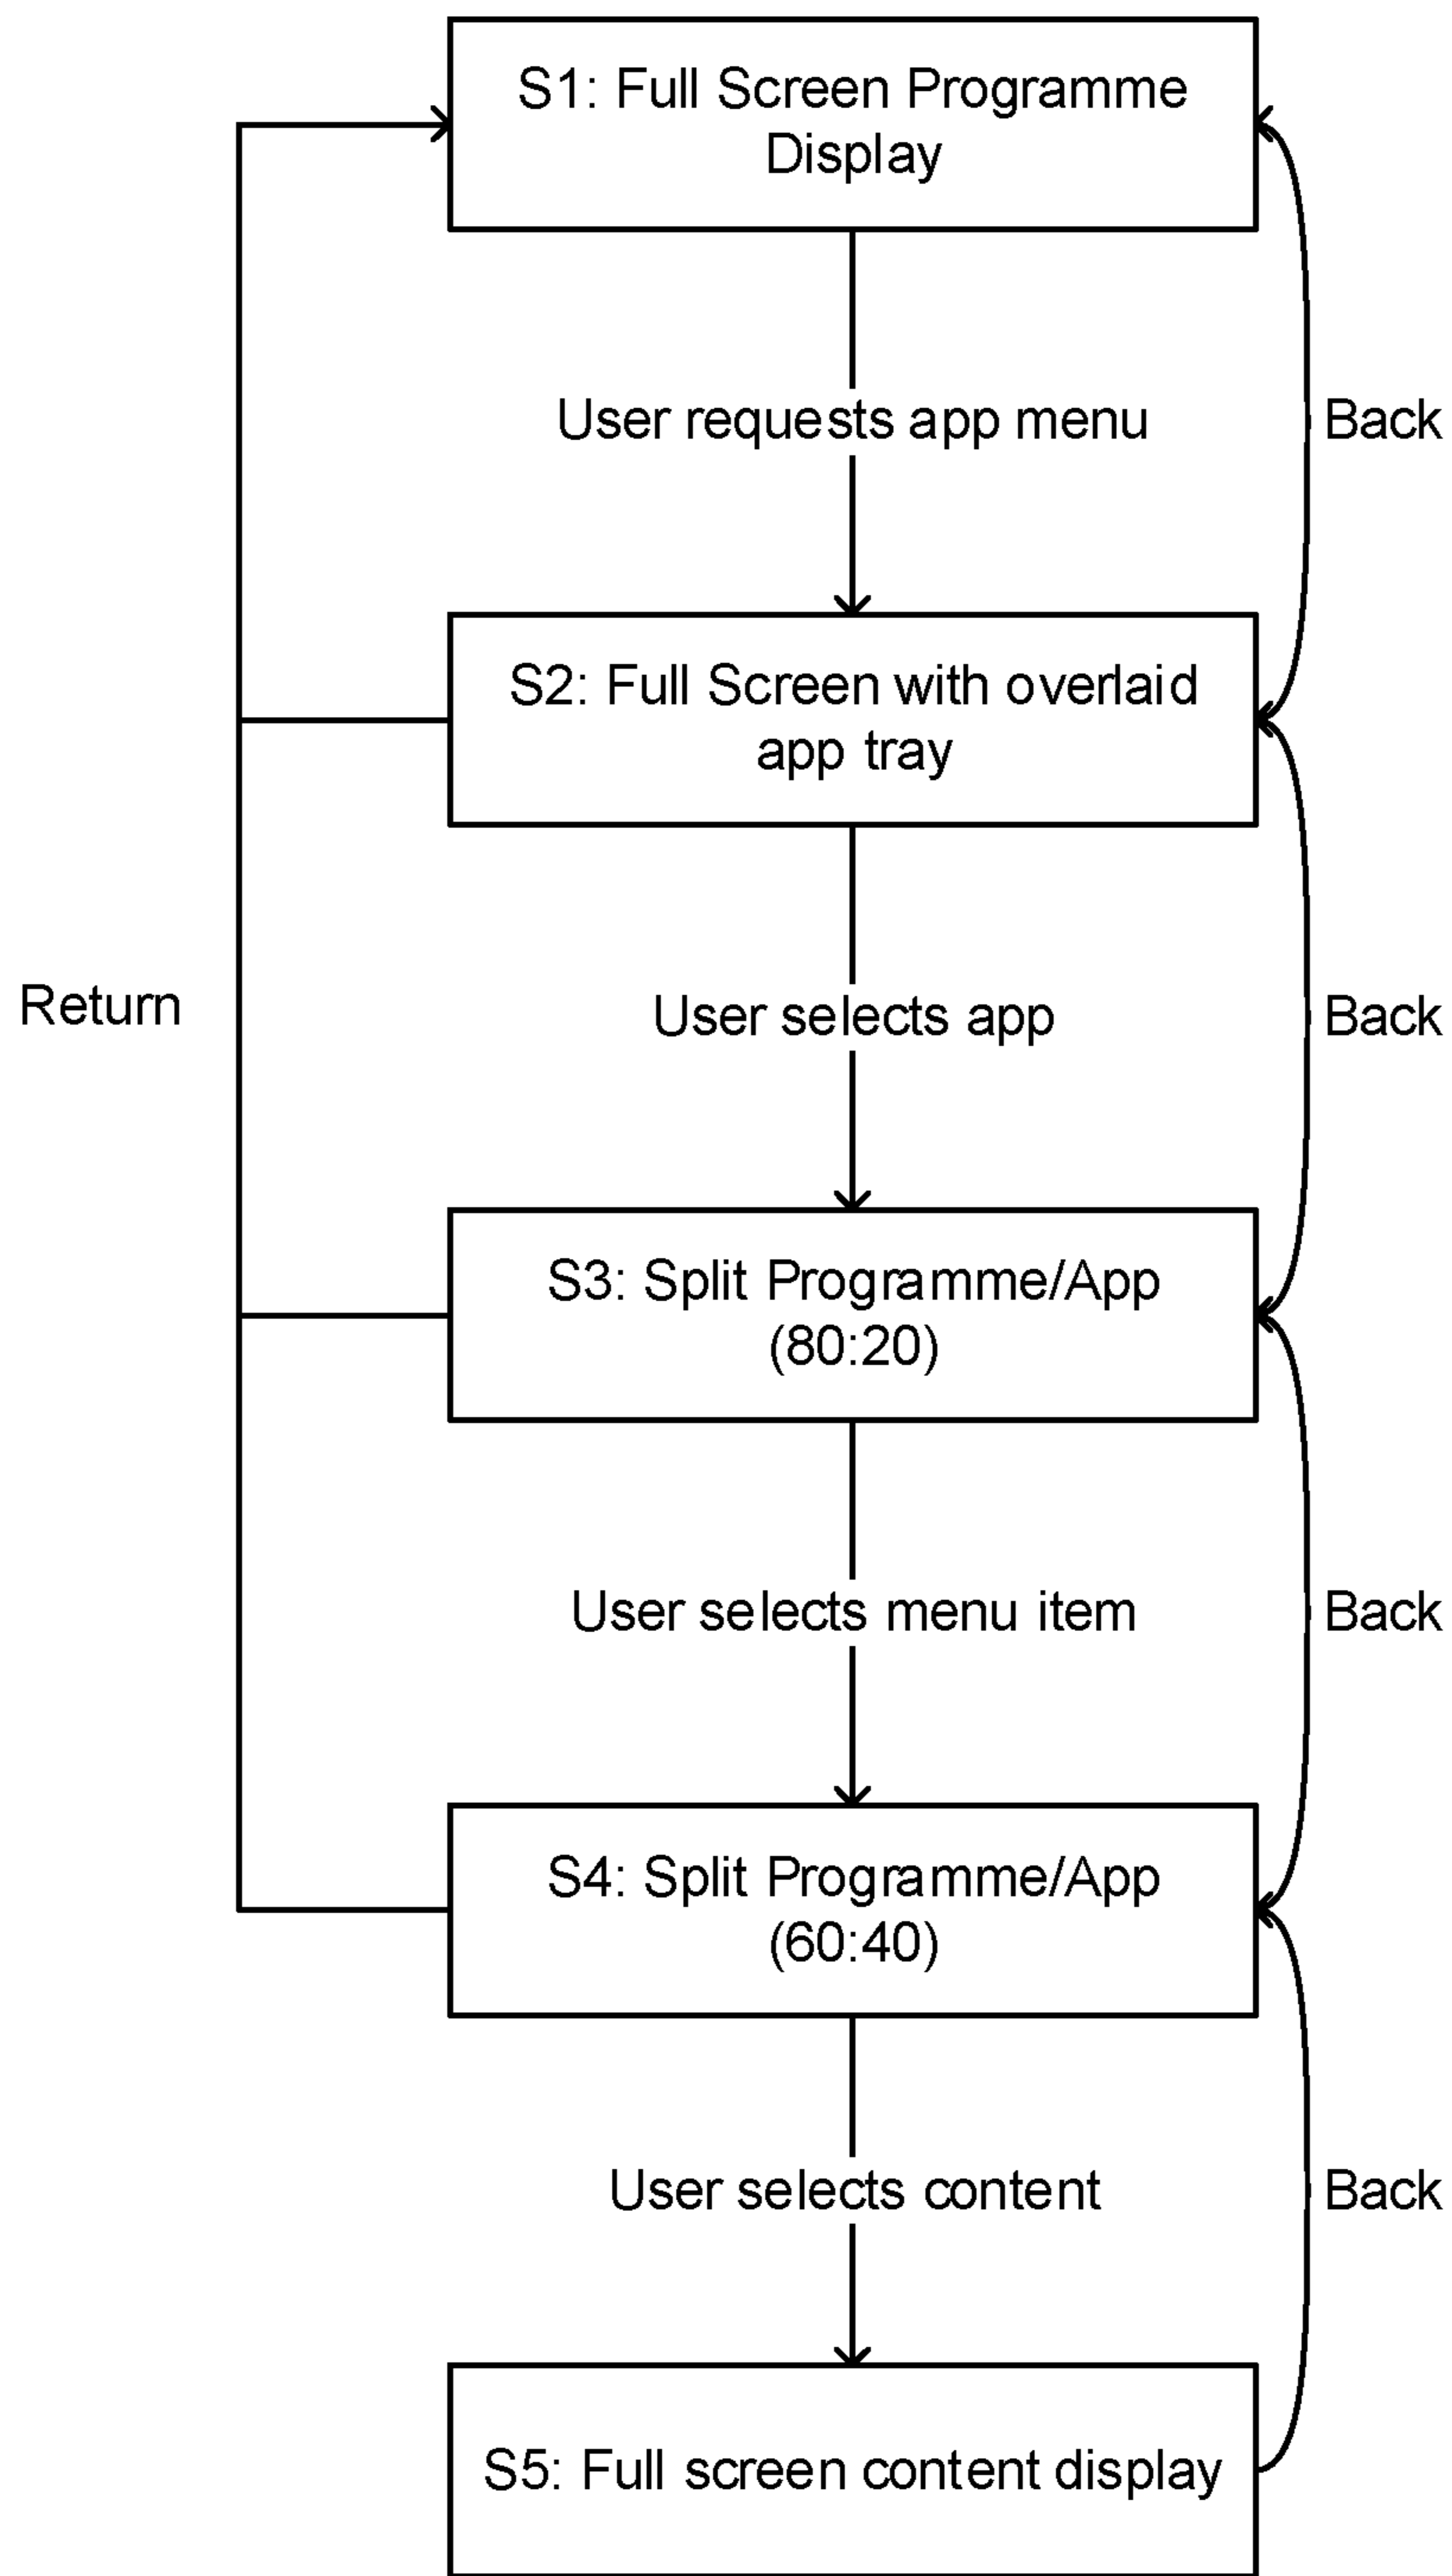 S1: Full Screen Programme
Display
User requests app menu
Back
S2: Full Screen with overlaid
app tray
Return
User selects app
Back
S3: Split Programme/App
(80:20)
User selects menu item
Back
S4: Split Programme/App
(60:40)
User selects content
Back
S5: Full screen content display